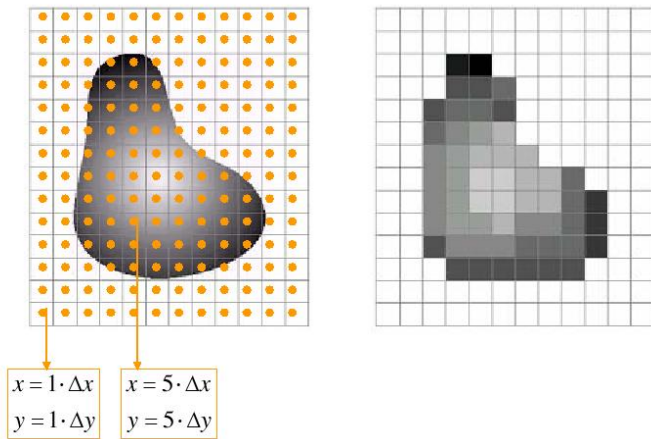 x = 1 · Δx
y = 1 · Δy
x = 5 · Δx
y = 5 · Δy